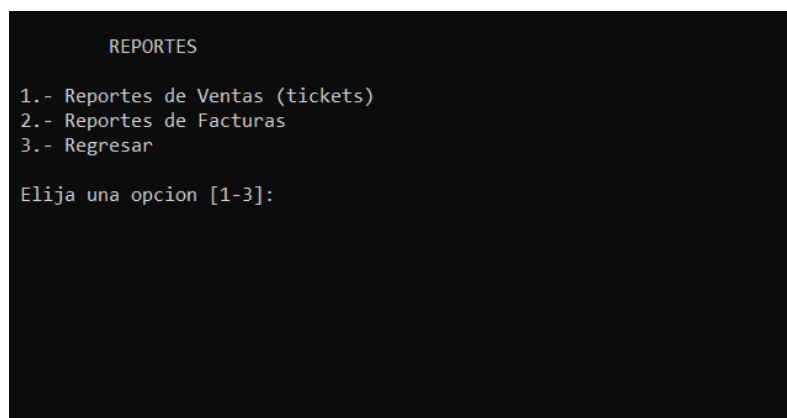 REPORTES
1.- Reportes de Ventas (tickets)
2.- Reportes de Facturas
3.- Regresar
Elija una opcion [1-3]: